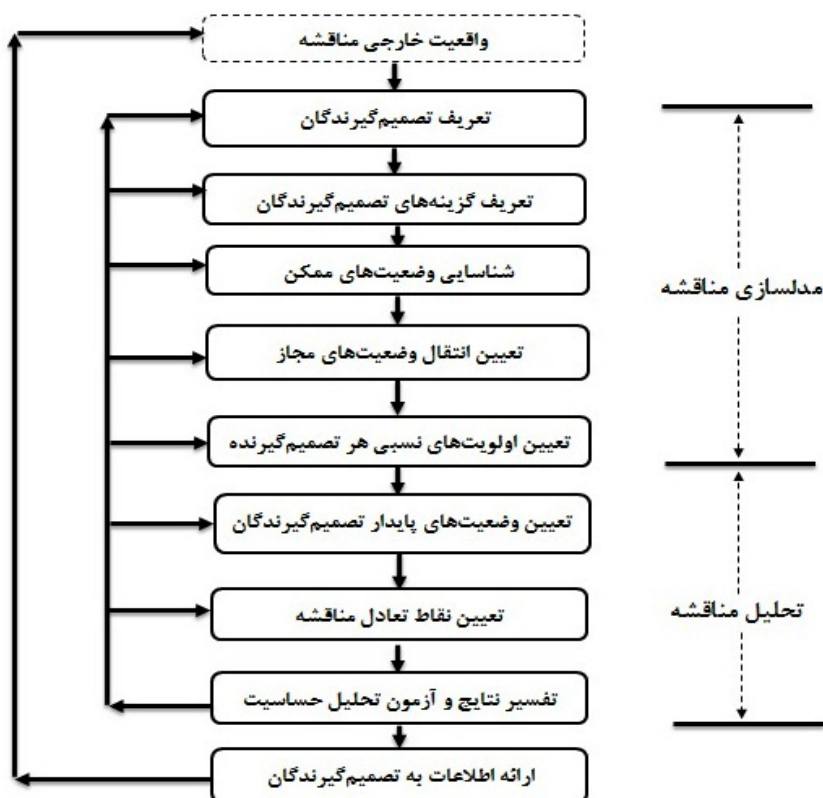 واقعیت خارجی مناقشه
تعریف تصمیم‌گیرندگان
تعریف گزینه‌های تصمیم‌گیرندگان
شناسایی وضعیت‌های ممکن
تعیین انتقال وضعیت‌های مجاز
تعیین اولویت‌های نسبی هر تصمیم‌گیرنده
تعیین وضعیت‌های پایدار تصمیم‌گیرندگان
تعیین نقاط تعادل مناقشه
تفسیر نتایج و آزمون تحلیل حساسیت
ارائه اطلاعات به تصمیم‌گیرندگان
مدلسازی مناقشه
تحلیل مناقشه